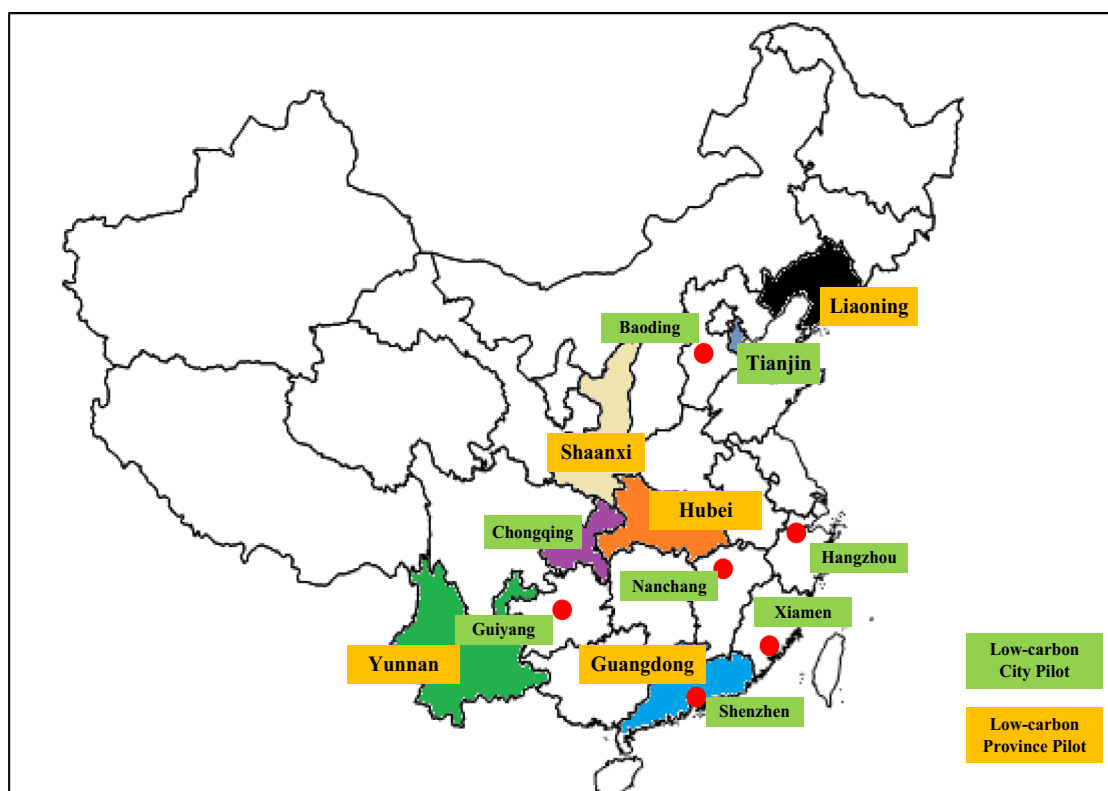 Liaoning
Baoding
Tianjin
Shaanxi
Hubei
Chongqing
Hangzhou
Nanchang
Xiamen
Guiyang
Yunnan
Guangdong
Shenzhen
Low-carbon
City Pilot
Low-carbon
Province Pilot